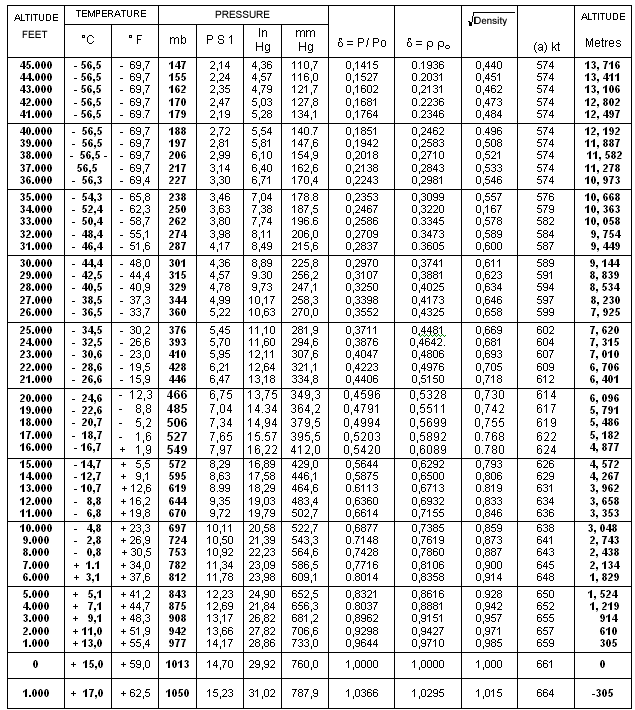 ALTITUDE TEMPERATURE PRESSURE √Density ALTITUDE
FEET °C °F mb P S 1 In Hg mm Hg δ = P/ Po δ = ρ ρₒ (a) kt Metres
45.000 - 56,5 - 69,7 147 2,14 4,36 110,7 0,1415 0.1936 0,440 574 13, 716
44.000 - 56,5 - 69,7 155 2,24 4,57 116,0 0,1527 0.2031 0,451 574 13, 411
43.000 - 56,5 - 69,7 162 2,35 4,79 121,7 0,1602 0,2131 0,462 574 13, 106
42.000 - 56,5 - 69,7 170 2,47 5,03 127,8 0,1681 0.2236 0,473 574 12, 802
41.000 - 56,5 - 69,7 179 2,19 5,28 134,1 0,1764 0.2346 0,484 574 12, 497
40.000 - 56,5 - 69,7 188 2,72 5,54 140.7 0,1851 0,2462 0.496 574 12, 192
39.000 - 56,5 - 69,7 197 2,81 5,81 147,6 0,1942 0,2583 0,508 574 11, 887
38.000 - 56,5 - - 69,7 206 2,99 6,10 154,9 0,2018 0,2710 0,521 574 11, 582
37.000 56,5 - 69,7 217 3,14 6,40 162,6 0,2138 0,2843 0,533 574 11, 278
36.000 - 56,3 - 69,4 227 3,30 6,71 170,4 0,2243 0,2981 0,546 574 10, 973
35.000 - 54,3 - 65,8 238 3,46 7,04 178.8 0,2353 0,3099 0,557 576 10, 668
34.000 - 52,4 - 62,3 250 3,63 7,38 187,5 0,2467 0,3220 0,167 579 10, 363
33.000 - 50,4 - 58,7 262 3,80 7,74 196.6 0,2586 0,3345 0,578 582 10, 058
32.000 - 48,4 - 55,1 274 3,98 8,11 206,0 0,2709 0.3473 0,589 584 9, 754
31.000 - 46,4 - 51,6 287 4,17 8,49 215,6 0,2837 0.3605 0,600 587 9, 449
30.000 - 44,4 - 48,0 301 4,36 8,89 225,8 0,2970 0,3741 0,611 589 9, 144
29.000 - 42,5 - 44,4 315 4,57 9.30 256,2 0,3107 0,3881 0,623 591 8, 839
28.000 - 40,5 - 40,9 329 4,78 9,73 247,1 0,3250 0,4025 0,634 594 8, 534
27.000 - 38,5 - 37,3 344 4,99 10,17 258,3 0,3398 0,4173 0,646 597 8, 230
26.000 - 36,5 - 33,7 360 5,22 10,63 270,0 0,3552 0,4325 0,658 599 7, 925
25.000 - 34,5 - 30,2 376 5,45 11,10 281,9 0,3711 0,4481 0,669 602 7, 620
24.000 - 32,5 - 26,6 393 5,70 11,60 294,6 0,3876 0,4642. 0,681 604 7, 315
23.000 - 30,6 - 23,0 410 5,95 12,11 307,6 0,4047 0,4806 0,693 607 7, 010
22.000 - 28,6 - 19,5 428 6,21 12,64 321,1 0,4223 0,4976 0,705 609 6, 706
21.000 - 26,6 - 15,9 446 6,47 13,18 334,8 0,4406 0,5150 0,718 612 6, 401
20.000 - 24,6 - 12,3 466 6,75 13,75 349,3 0,4596 0,5328 0,730 614 6, 096
19.000 - 22,6 - 8,8 485 7,04 14.34 364,2 0,4791 0,5511 0,742 617 5, 791
18.000 - 20,7 - 5,2 506 7,34 14,94 379,5 0,4994 0,5699 0,755 619 5, 486
17.000 - 18,7 - 1,6 527 7,65 15.57 395,5 0,5203 0,5892 0.768 622 5, 182
16.000 - 16,7 + 1,9 549 7,97 16,22 412,0 0,5420 0,6089 0,780 624 4, 877
15.000 - 14,7 + 5,5 572 8,29 16,89 429,0 0,5644 0,6292 0,793 626 4, 572
14.000 - 12,7 + 9,1 595 8,63 17,58 446,1 0,5875 0,6500 0,806 629 4, 267
13.000 - 10,7 + 12,6 619 8.99 18,29 464,6 0,6113 0,6713 0,819 631 3, 962
12.000 - 8,8 + 16,2 644 9,35 19,03 483,4 0,6360 0,6932 0,833 634 3, 658
11.000 - 6,8 + 19,8 670 9,72 19,79 502,7 0,6614 0,7155 0,846 636 3, 353
10.000 - 4,8 + 23,3 697 10,11 20,58 522,7 0,6877 0,7385 0,859 638 3, 048
9.000 - 2,8 + 26,9 724 10,50 21,39 543,3 0.7148 0,7619 0,873 641 2, 743
8.000 - 0,8 + 30,5 753 10,92 22,23 564,6 0,7428 0,7860 0,887 643 2, 438
7.000 + 1.1 + 34,0 782 11,34 23,09 586,5 0,7716 0,8106 0,900 645 2, 134
6.000 + 3,1 + 37,6 812 11,78 23,98 609,1 0.8014 0,8358 0,914 648 1, 829
5.000 + 5,1 + 41,2 843 12,23 24,90 652,5 0,8321 0,8616 0.928 650 1, 524
4.000 + 7,1 + 44,7 875 12,69 21,84 656,3 0.8037 0,8881 0,942 652 1, 219
3.000 + 9,1 + 48,3 908 13,17 26,82 681,2 0,8962 0,9151 0,957 655 914
2.000 + 11,0 + 51,9 942 13,66 27,82 706,6 0,9298 0,9427 0,971 657 610
1.000 + 13,0 + 55,4 977 14,17 28,86 733,0 0,9644 0,9710 0,985 659 305
0 + 15,0 + 59,0 1013 14,70 29,92 760,0 1,0000 1,0000 1,000 661 0
1.000 + 17,0 + 62,5 1050 15,23 31,02 787,9 1,0366 1,0295 1,015 664 -305